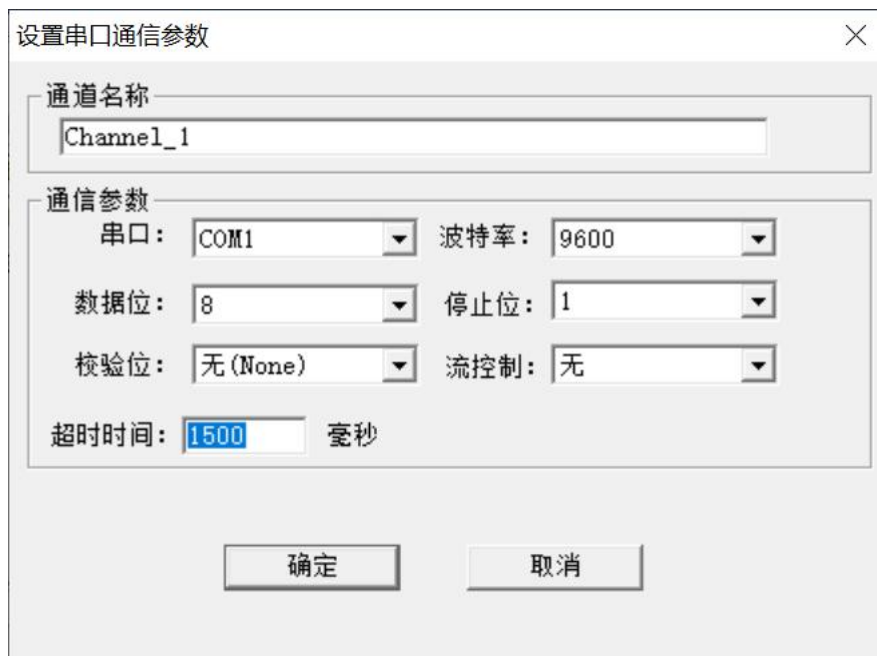 设置串口通信参数
通道名称
Channel_1
通信参数
串口: COM1 波特率: 9600
数据位: 8 停止位: 1
校验位: 无(None) 流控制: 无
超时时间: 1500 毫秒
确定 取消